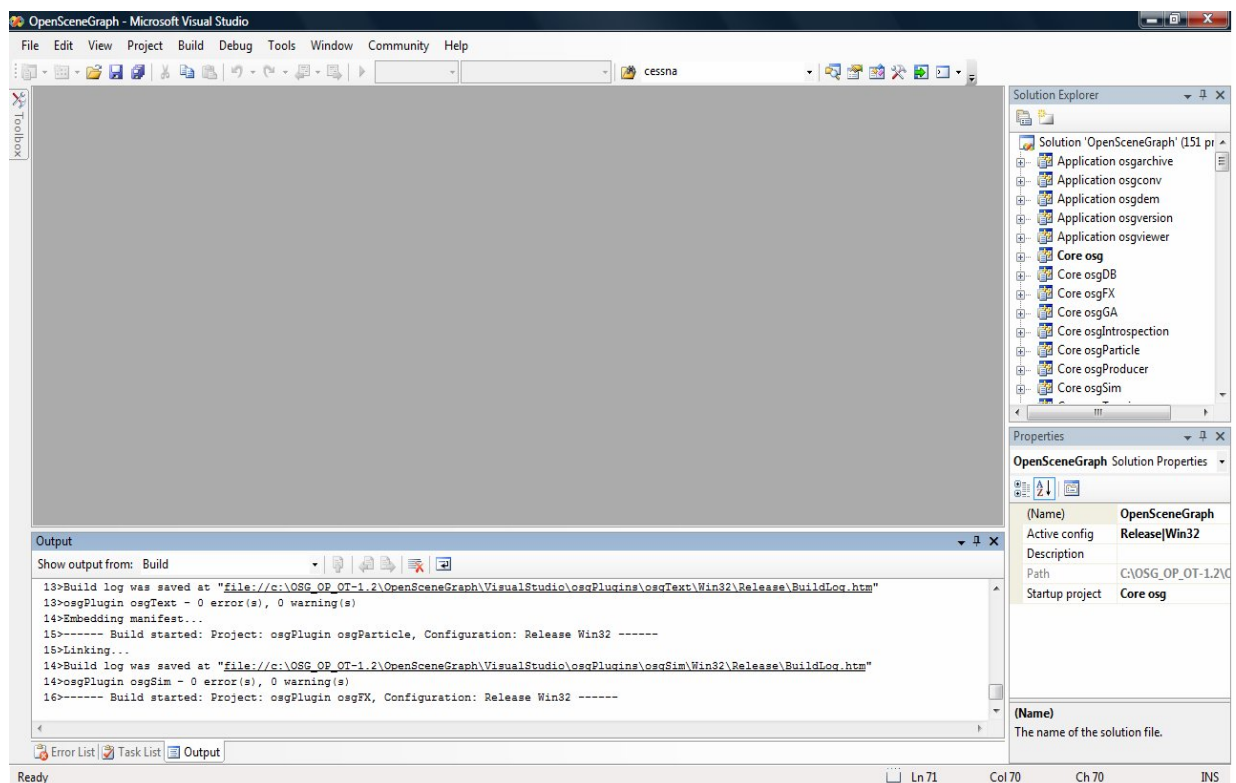 OpenSceneGraph - Microsoft Visual Studio
File Edit View Project Build Debug Tools Window Community Help
cessna
Toolbox
Solution Explorer
Solution 'OpenSceneGraph' (151 pr
Application osgarchive
Application osgconv
Application osgdem
Application osgversion
Application osgviewer
Core osg
Core osgDB
Core osgFX
Core osgGA
Core osgIntrospection
Core osgParticle
Core osgProducer
Core osgSim
Properties
OpenSceneGraph Solution Properties
(Name) OpenSceneGraph
Active config Release|Win32
Description
Path C:\OSG_OP_OT-1.2\O
Startup project Core osg
(Name)
The name of the solution file.
Output
Show output from: Build
13>Build log was saved at "file://c:\OSG_OP_OT-1.2\OpenSceneGraph\VisualStudio\osgPlugins\osgText\Win32\Release\BuildLog.htm"
13>osgPlugin osgText - 0 error(s), 0 warning(s)
14>Embedding manifest...
15>------ Build started: Project: osgPlugin osgParticle, Configuration: Release Win32 ------
15>Linking...
14>Build log was saved at "file://c:\OSG_OP_OT-1.2\OpenSceneGraph\VisualStudio\osgPlugins\osgSim\Win32\Release\BuildLog.htm"
14>osgPlugin osgSim - 0 error(s), 0 warning(s)
16>------ Build started: Project: osgPlugin osgFX, Configuration: Release Win32 ------
Error List Task List Output
Ready Ln 71 Col 70 Ch 70 INS